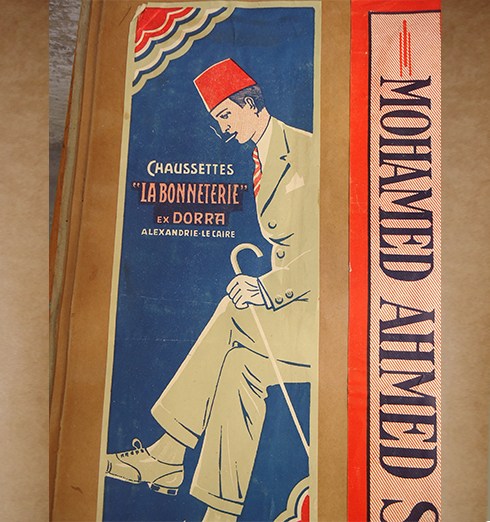 CHAUSSETTES
"LA BONNETERIE"
EX DORRA
ALEXANDRIE-LE CAIRE
MOHAMED AHMED S